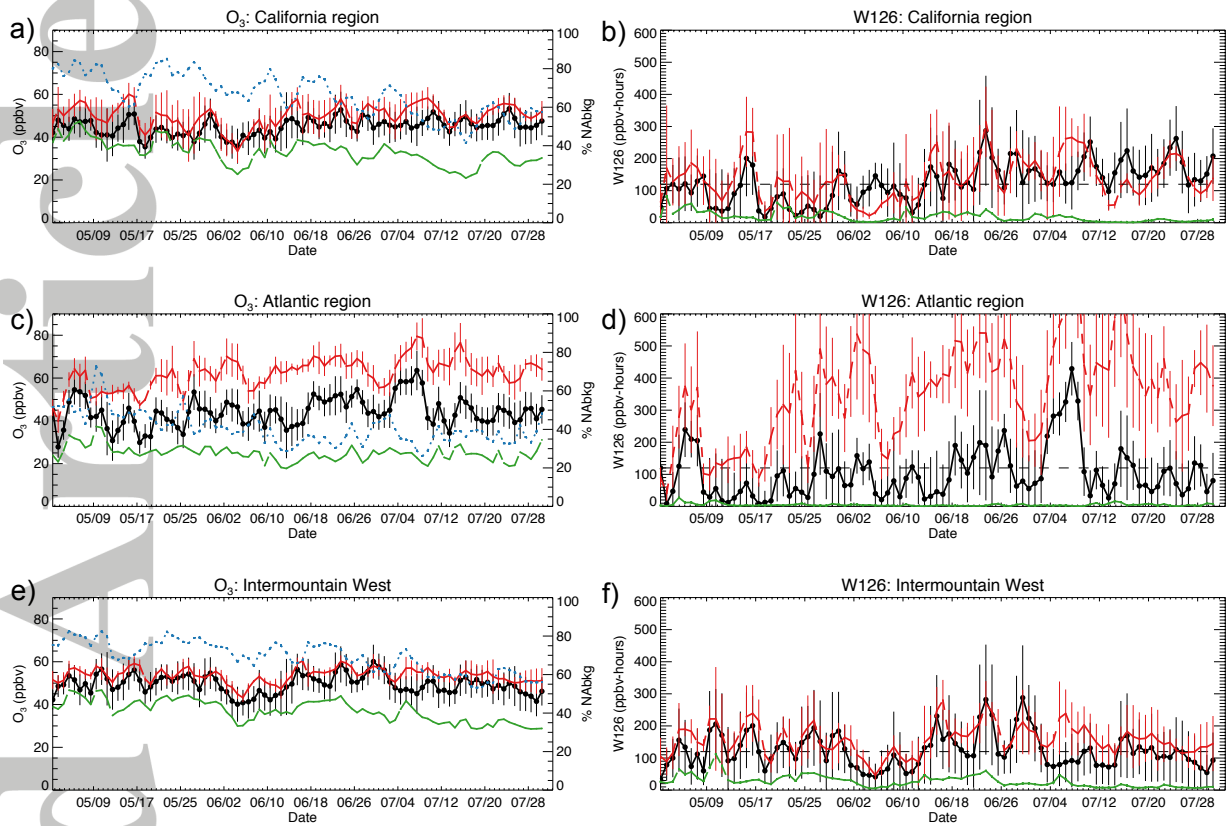 a)
O3: California region
O3 (ppbv)
80
60
40
20
0
100
80
60
40
20
0
% NAbkg
05/09 05/17 05/25 06/02 06/10 06/18 06/26 07/04 07/12 07/20 07/28
Date
b)
W126: California region
W126 (ppbv-hours)
600
500
400
300
200
100
0
05/09 05/17 05/25 06/02 06/10 06/18 06/26 07/04 07/12 07/20 07/28
Date
c)
O3: Atlantic region
O3 (ppbv)
80
60
40
20
0
100
80
60
40
20
0
% NAbkg
05/09 05/17 05/25 06/02 06/10 06/18 06/26 07/04 07/12 07/20 07/28
Date
d)
W126: Atlantic region
W126 (ppbv-hours)
600
500
400
300
200
100
0
05/09 05/17 05/25 06/02 06/10 06/18 06/26 07/04 07/12 07/20 07/28
Date
e)
O3: Intermountain West
O3 (ppbv)
80
60
40
20
0
100
80
60
40
20
0
% NAbkg
05/09 05/17 05/25 06/02 06/10 06/18 06/26 07/04 07/12 07/20 07/28
Date
f)
W126: Intermountain West
W126 (ppbv-hours)
600
500
400
300
200
100
0
05/09 05/17 05/25 06/02 06/10 06/18 06/26 07/04 07/12 07/20 07/28
Date
d Article